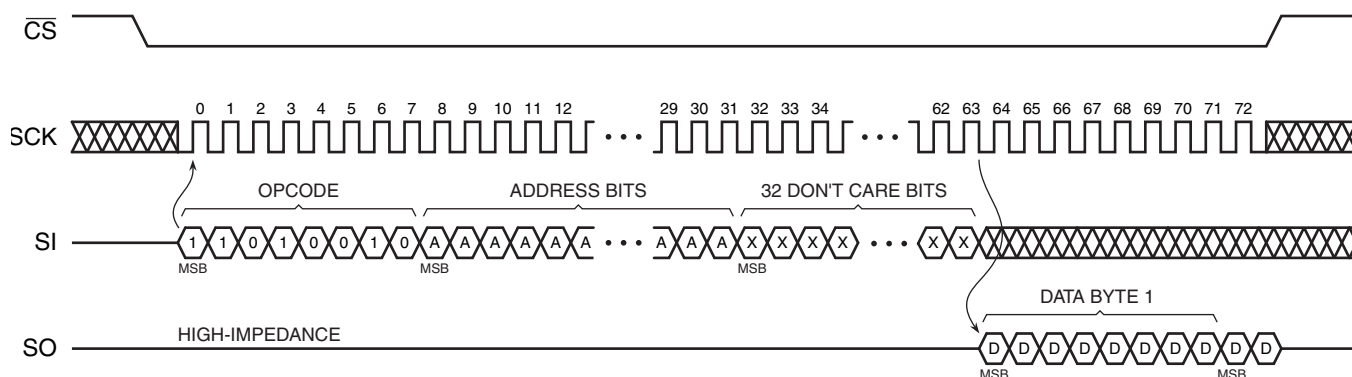 CS
0 1 2 3 4 5 6 7 8 9 10 11 12 29 30 31 32 33 34 62 63 64 65 66 67 68 69 70 71 72
SCK
OPCODE ADDRESS BITS 32 DON'T CARE BITS
SI 1 1 0 1 0 0 1 0 A A A A A A A A A X X X X X X
MSB MSB MSB
DATA BYTE 1
HIGH-IMPEDANCE
SO D D D D D D D D D D
MSB MSB